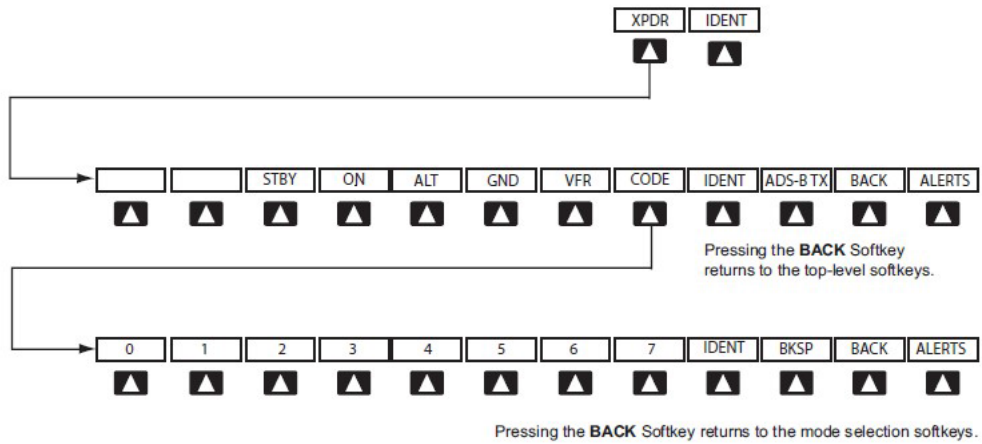 XPDR IDENT
STBY ON ALT GND VFR CODE IDENT ADS-B TX BACK ALERTS
Pressing the BACK Softkey
returns to the top-level softkeys.
0 1 2 3 4 5 6 7 IDENT BKSP BACK ALERTS
Pressing the BACK Softkey returns to the mode selection softkeys.